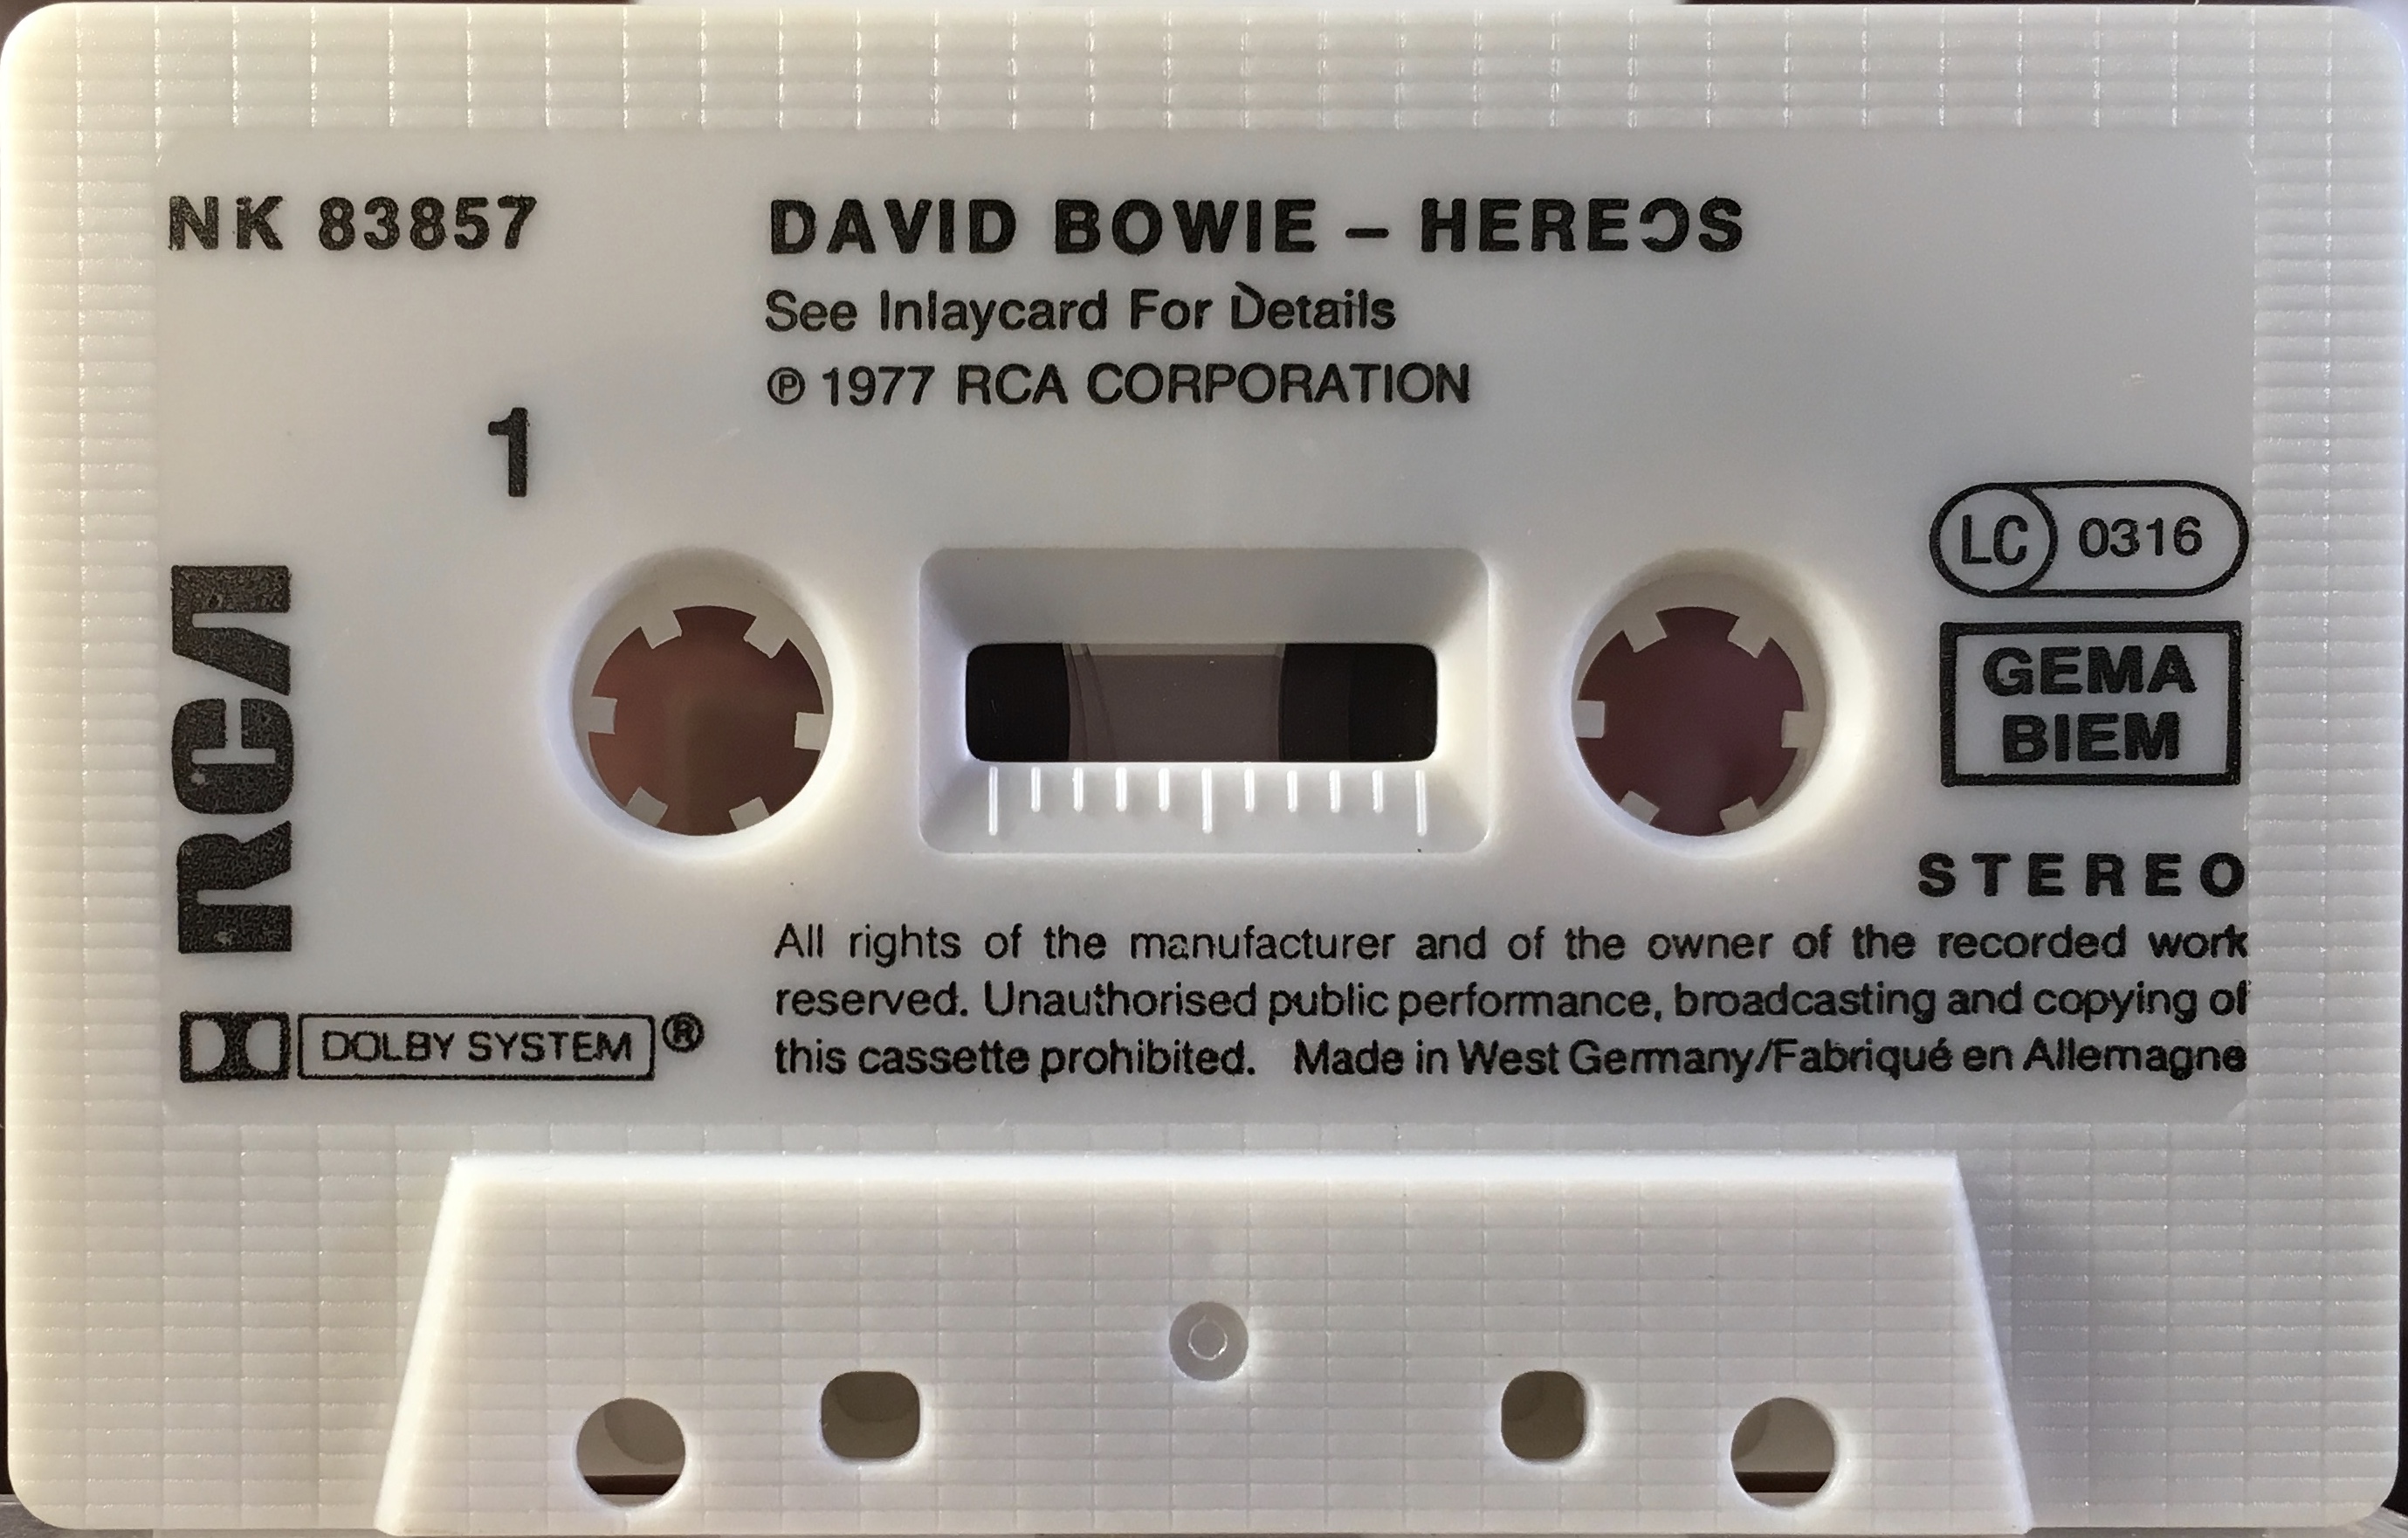 NK 83857
DAVID BOWIE – HEREƆS
See Inlaycard For Details
℗ 1977 RCA CORPORATION
1
LC 0316
RCA
GEMA
BIEM
STEREO
All rights of the manufacturer and of the owner of the recorded work
reserved. Unauthorised public performance, broadcasting and copying of
this cassette prohibited. Made in West Germany/Fabriqué en Allemagne
DOLBY SYSTEM ®